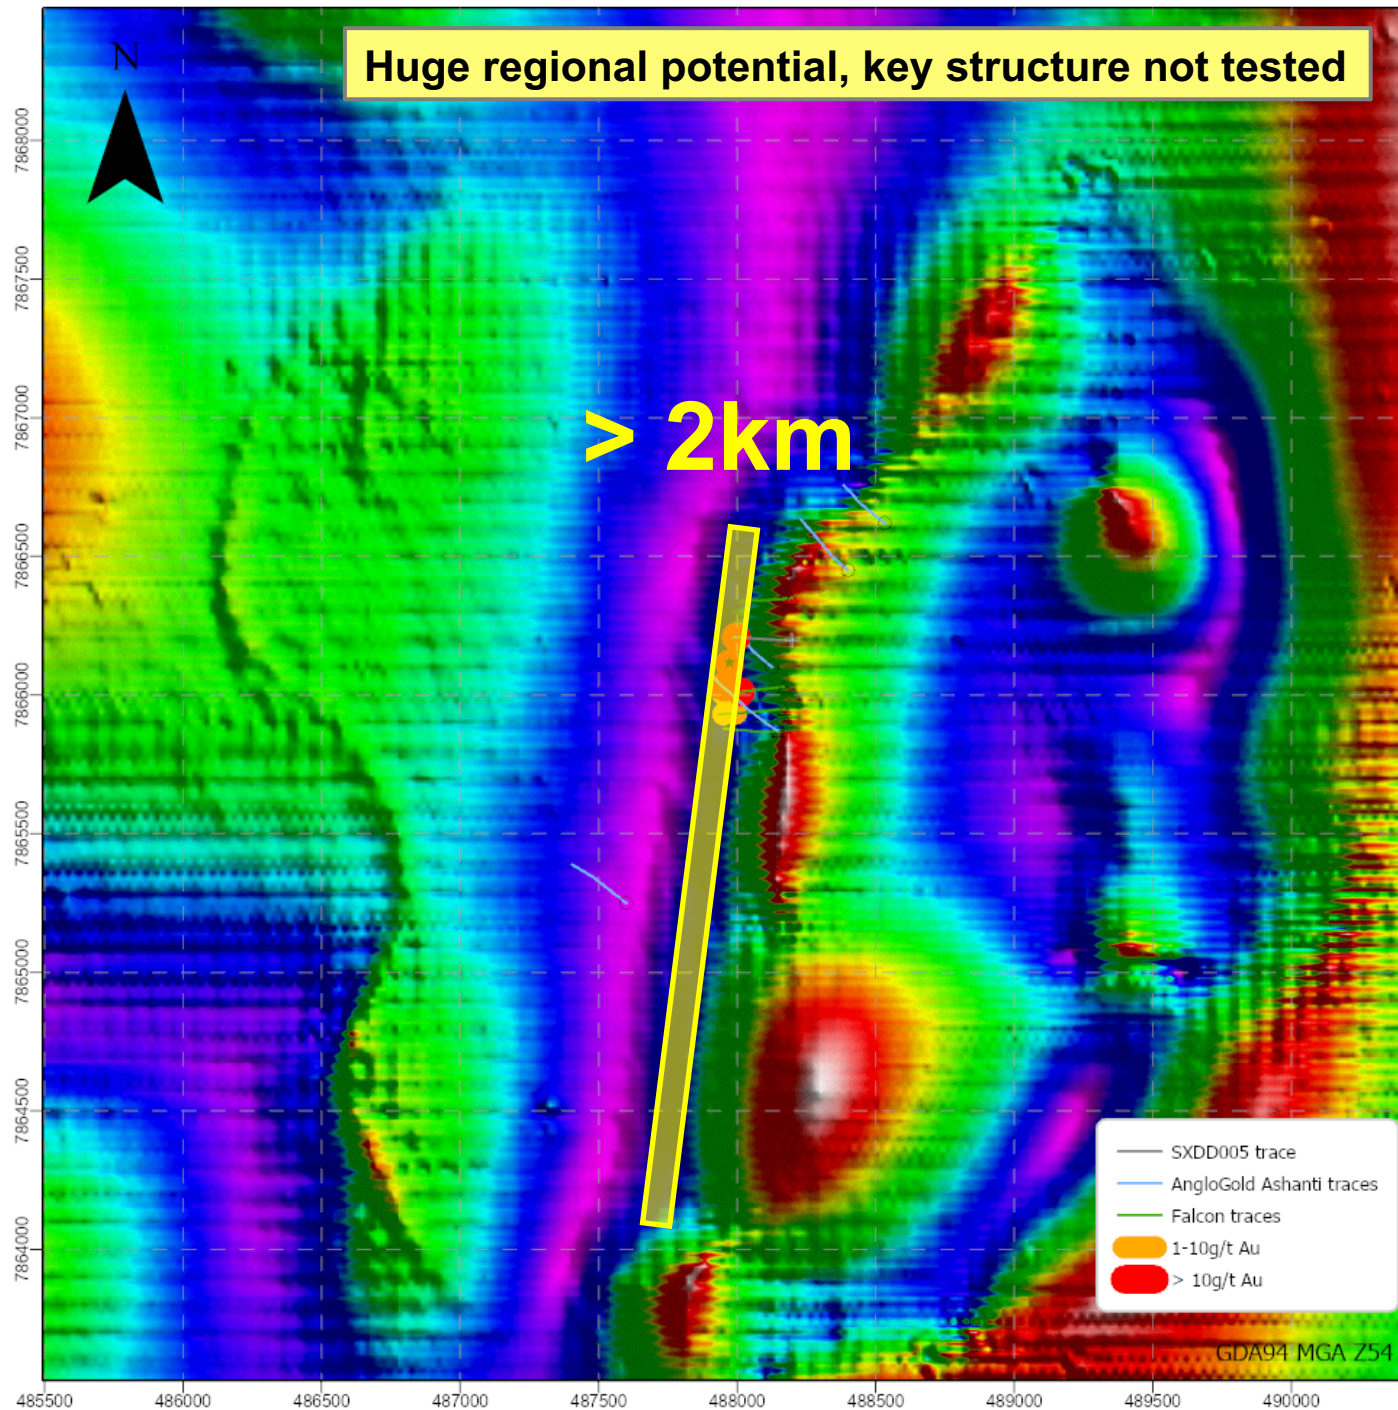 Huge regional potential, key structure not tested
N
> 2km
7868000
7867500
7867000
7866500
7866000
7865500
7865000
7864500
7864000
SXDD005 trace
AngloGold Ashanti traces
Falcon traces
1-10g/t Au
> 10g/t Au
GDA94 MGA Z54
485500 486000 486500 487000 487500 488000 488500 489000 489500 490000